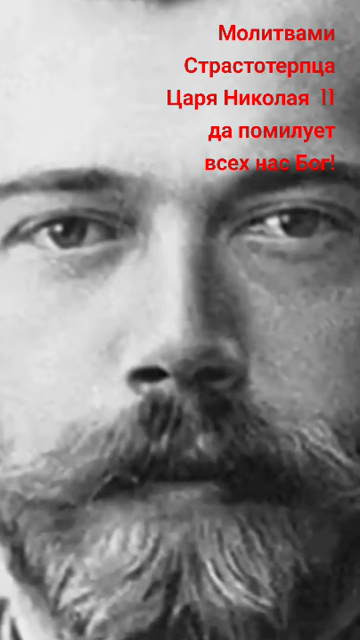 Молитвами
Страстотерпца
Царя Николая II
да помилует
всех нас Бог!